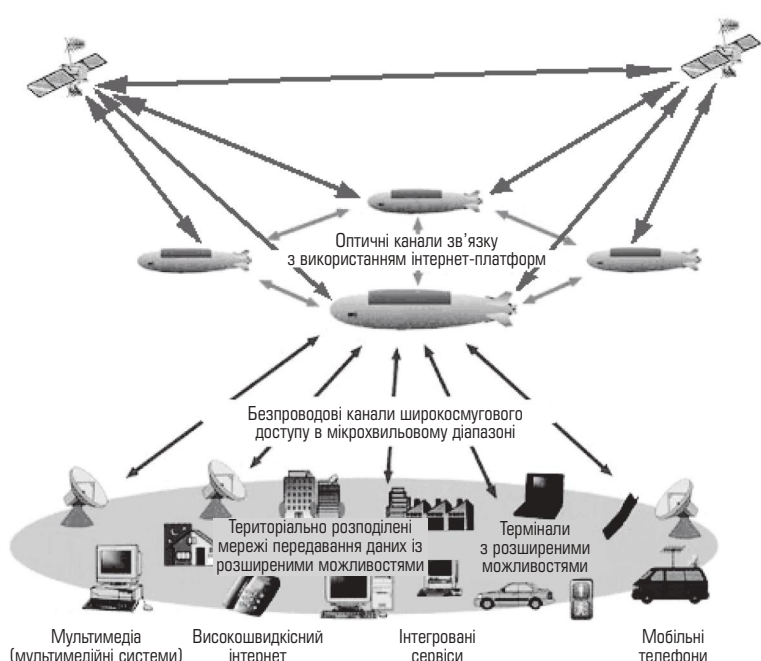 Оптичні канали зв’язку
з використанням інтернет-платформ
Безпроводові канали широкосмугового
доступу в мікрохвильовому діапазоні
Територіально розподілені
мережі передавання даних із
розширеними можливостями
Термінали
з розширеними
можливостями
Мультимедіа
(мультимедійні системи)
Високошвидкісний
інтернет
Інтегровані
сервіси
Мобільні
телефони